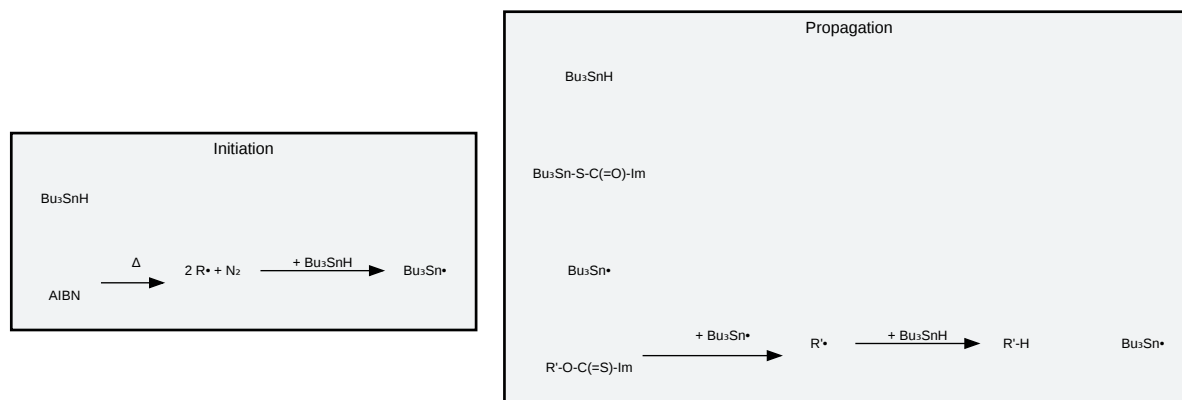 Initiation
Bu₃SnH
Δ
2 R• + N₂
+ Bu₃SnH
Bu₃Sn•
AIBN
Propagation
Bu₃SnH
Bu₃Sn-S-C(=O)-Im
Bu₃Sn•
+ Bu₃Sn•
R'•
+ Bu₃SnH
R'-H
Bu₃Sn•
R'-O-C(=S)-Im